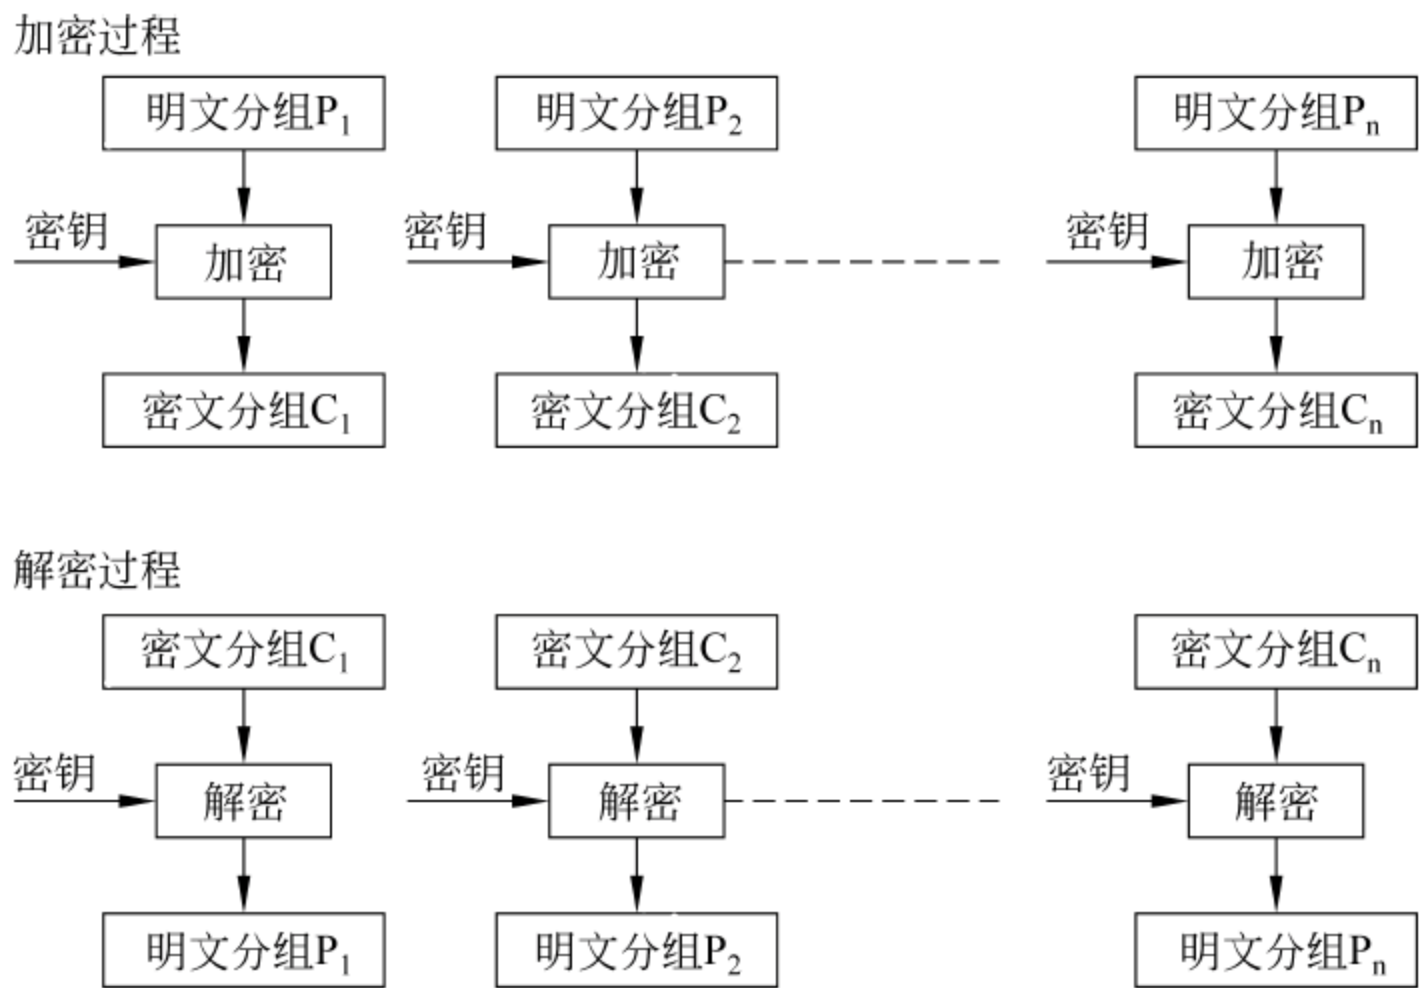 加密过程
明文分组P1 明文分组P2 明文分组Pn
密钥 加密 密钥 加密 密钥 加密
密文分组C1 密文分组C2 密文分组Cn
解密过程
密文分组C1 密文分组C2 密文分组Cn
密钥 解密 密钥 解密 密钥 解密
明文分组P1 明文分组P2 明文分组Pn